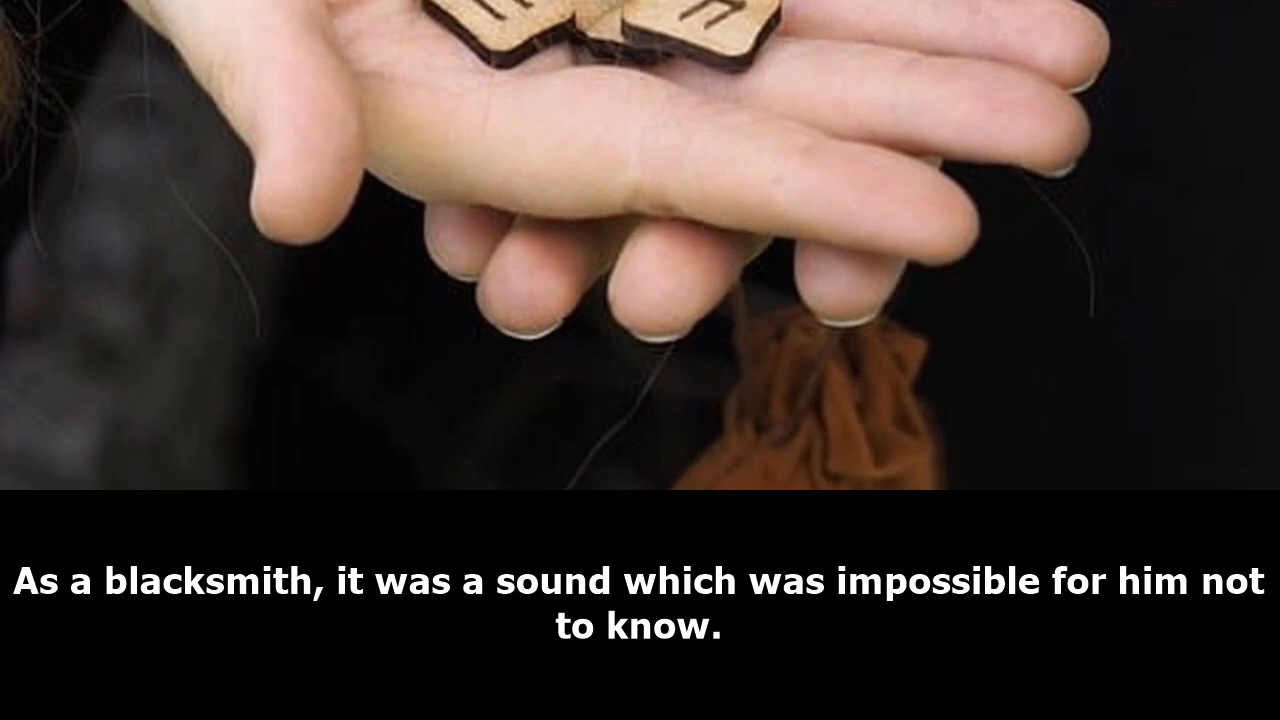 As a blacksmith, it was a sound which was impossible for him not
to know.